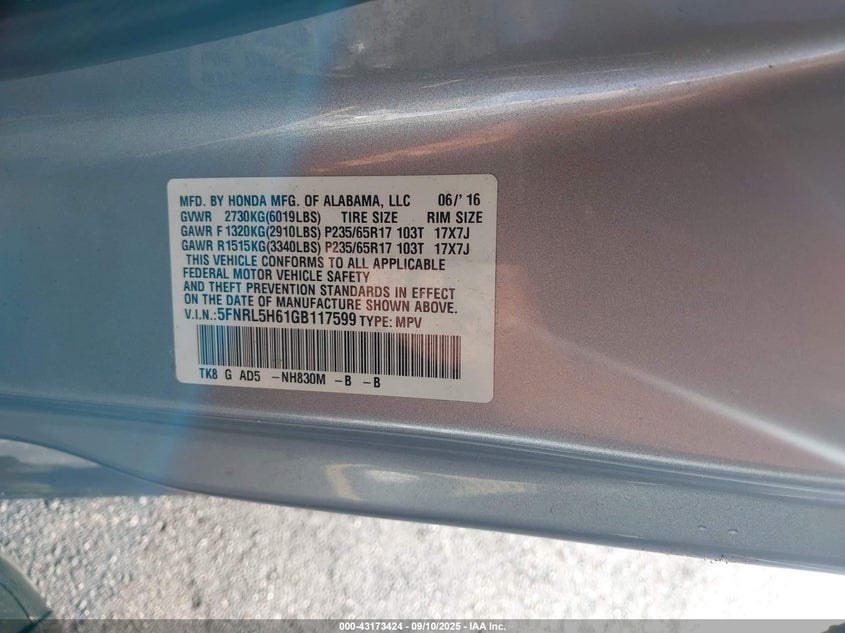 MFD. BY HONDA MFG. OF ALABAMA, LLC 06/'16
GVWR 2730KG(6019LBS) TIRE SIZE RIM SIZE
GAWR F 1320KG(2910LBS) P235/65R17 103T 17X7J
GAWR R1515KG(3340LBS) P235/65R17 103T 17X7J
THIS VEHICLE CONFORMS TO ALL APPLICABLE
FEDERAL MOTOR VEHICLE SAFETY
AND THEFT PREVENTION STANDARDS IN EFFECT
ON THE DATE OF MANUFACTURE SHOWN ABOVE.
V.I.N.:5FNRL5H61GB117599 TYPE: MPV
TK8 G AD5 -NH830M -B -B
000-43173424 - 09/10/2025 - IAA Inc.